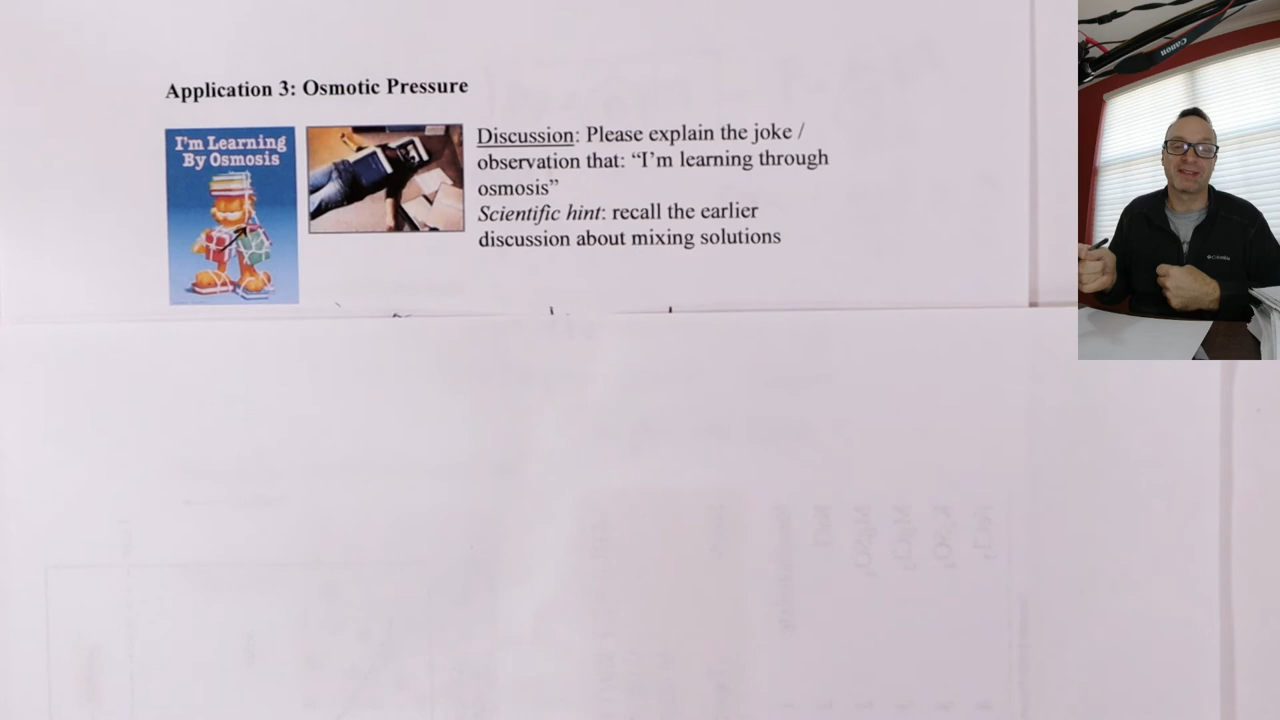 Application 3: Osmotic Pressure
I'm Learning
By Osmosis
Discussion: Please explain the joke /
observation that: “I’m learning through
osmosis”
Scientific hint: recall the earlier
discussion about mixing solutions
Canon
Columbia